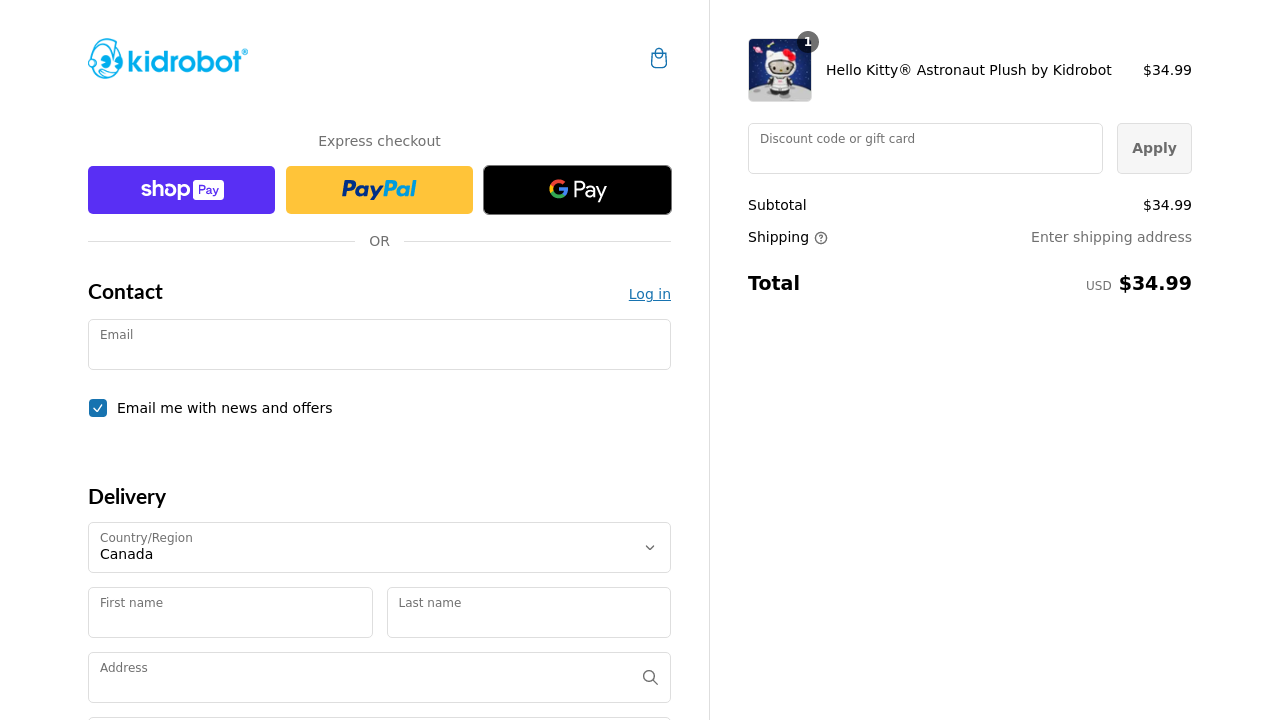 kidrobot®
Express checkout
shop Pay
PayPal
G Pay
OR
Contact
Log in
Email
Email me with news and offers
Delivery
Country/Region
Canada
First name
Last name
Address
1
Hello Kitty® Astronaut Plush by Kidrobot
$34.99
Discount code or gift card
Apply
Subtotal
$34.99
Shipping
Enter shipping address
Total
USD $34.99